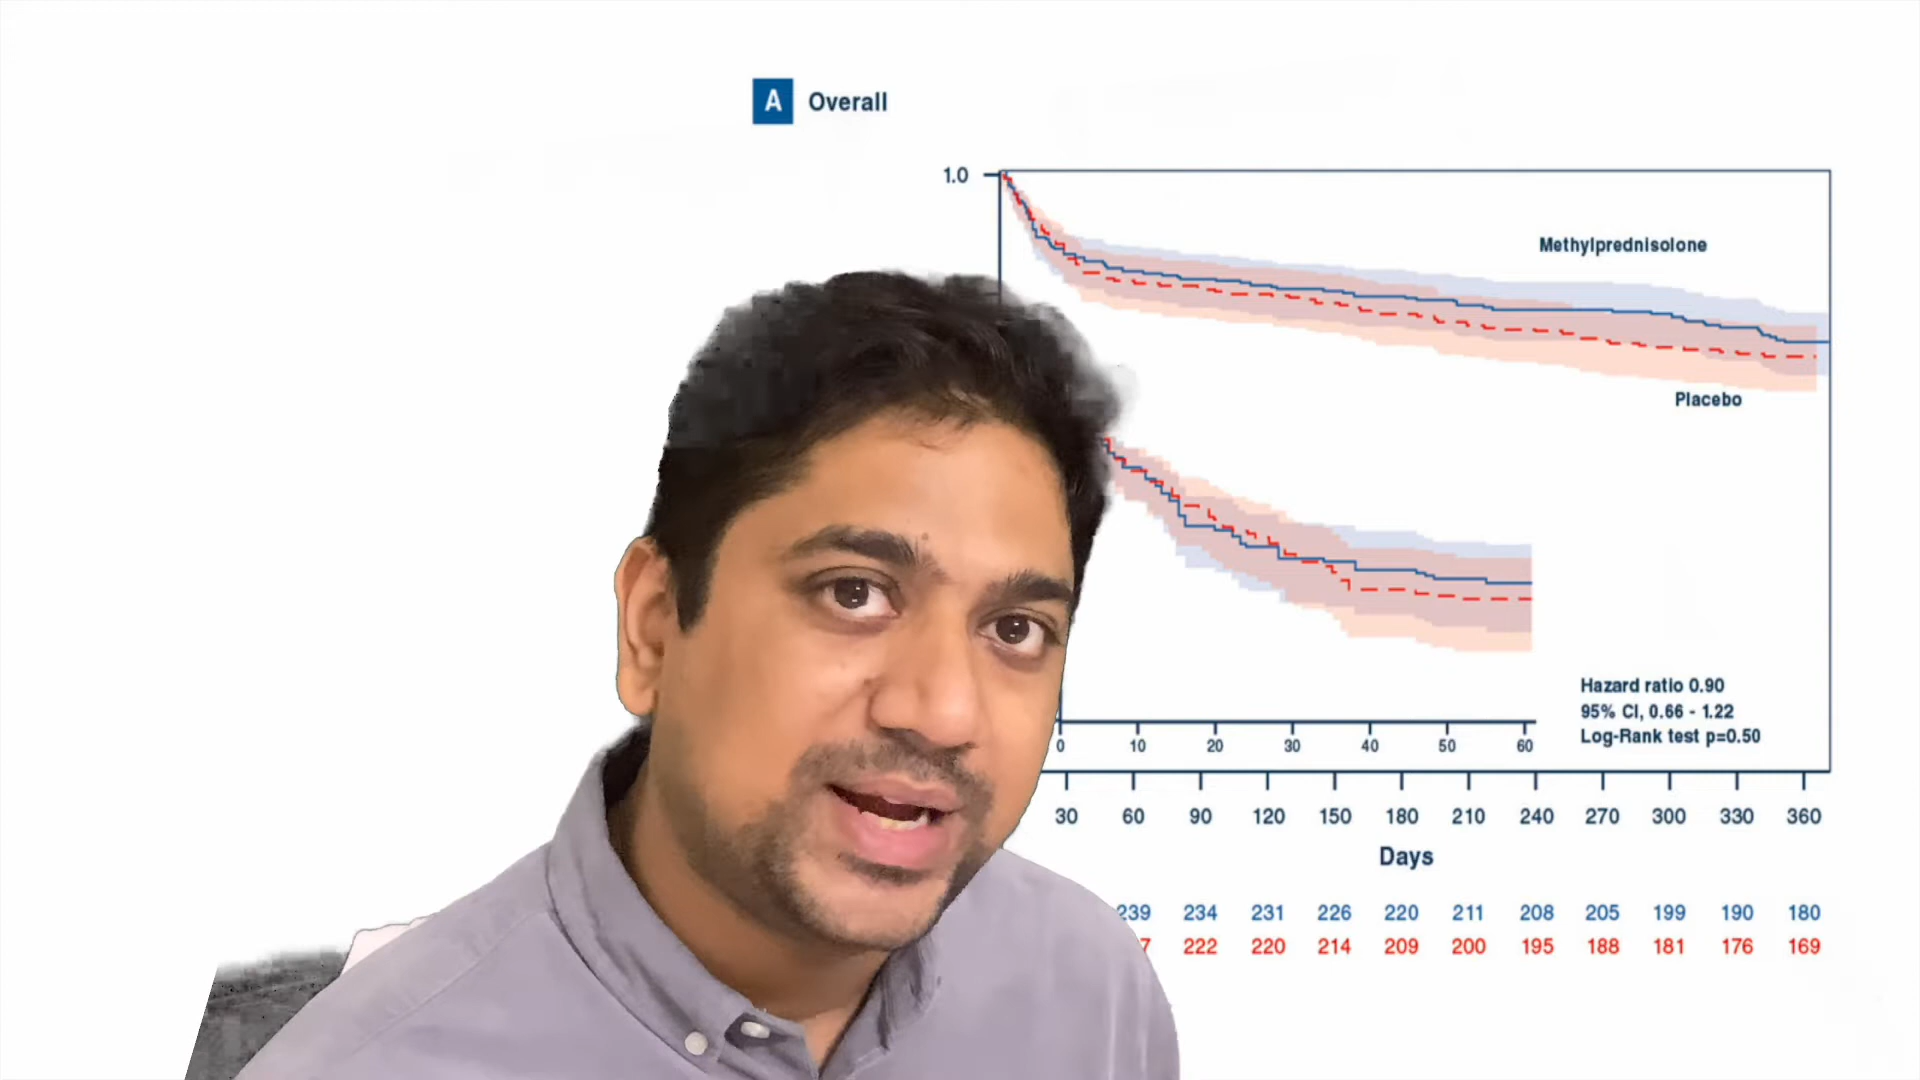 A Overall
1.0
Methylprednisolone
Placebo
Hazard ratio 0.90
95% CI, 0.66 - 1.22
Log-Rank test p=0.50
0 10 20 30 40 50 60
30 60 90 120 150 180 210 240 270 300 330 360
Days
239 234 231 226 220 211 208 205 199 190 180
7 222 220 214 209 200 195 188 181 176 169